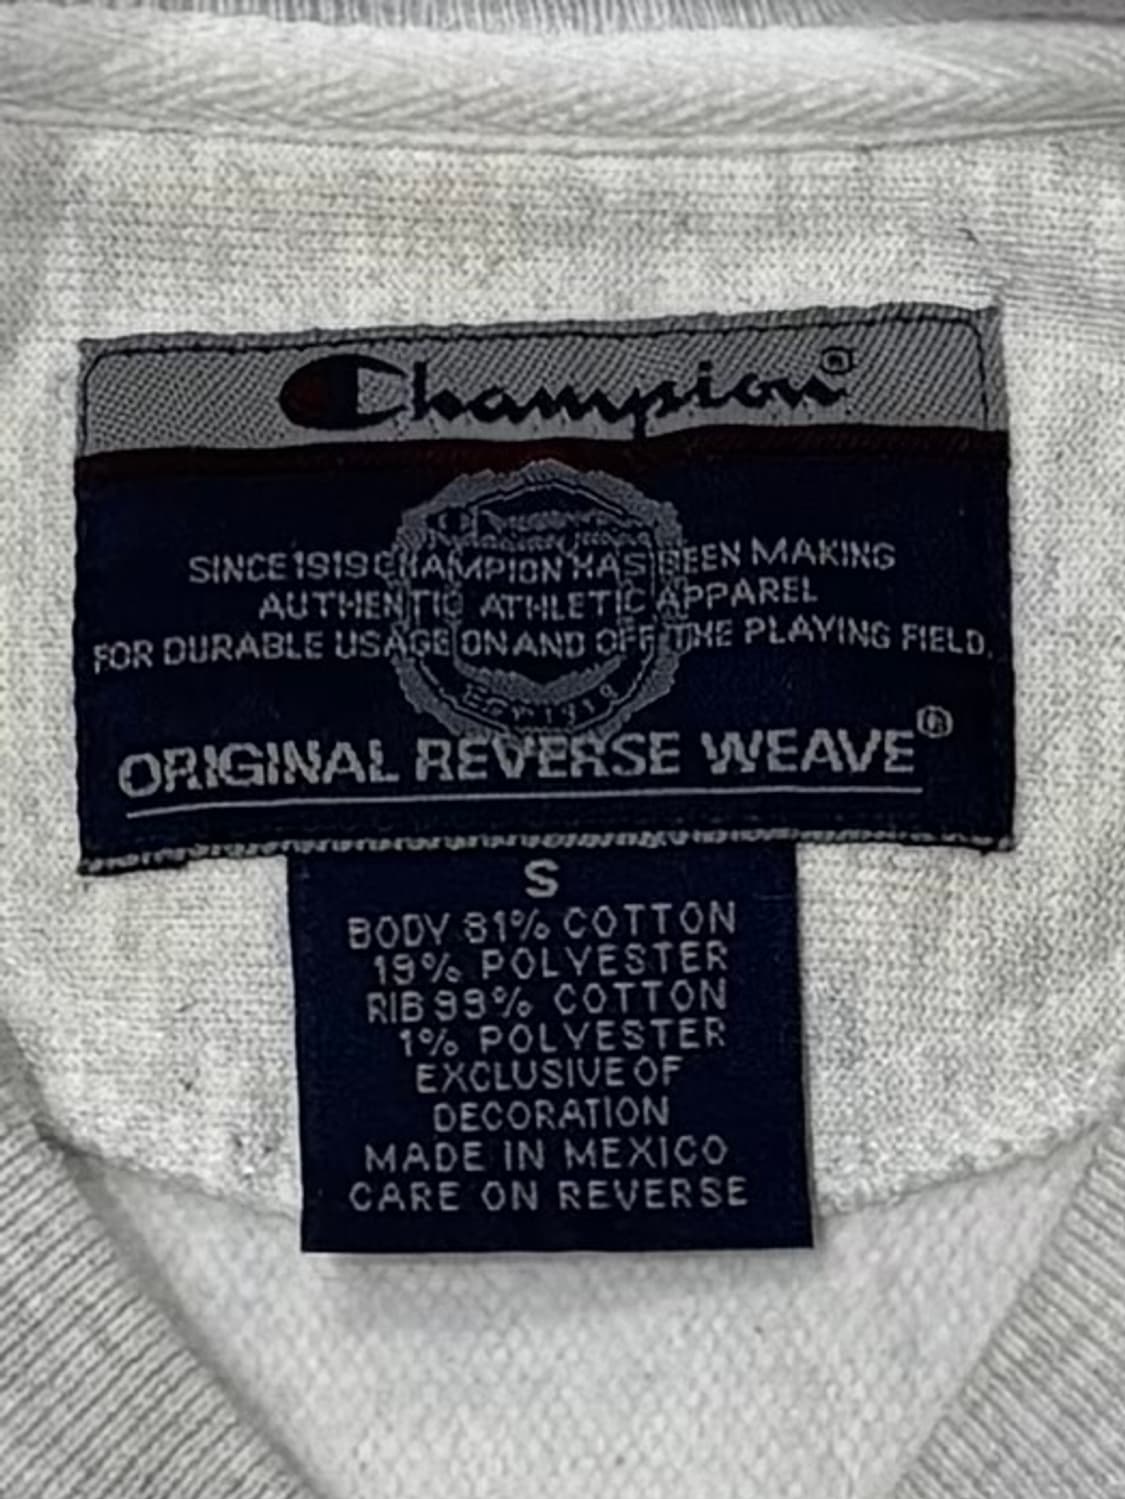 Champion®
SINCE 1919 CHAMPION HAS BEEN MAKING
AUTHENTIC ATHLETIC APPAREL
FOR DURABLE USAGE ON AND OFF THE PLAYING FIELD.
EST 1919
ORIGINAL REVERSE WEAVE®
S
BODY 81% COTTON
19% POLYESTER
RIB 99% COTTON
1% POLYESTER
EXCLUSIVE OF
DECORATION
MADE IN MEXICO
CARE ON REVERSE